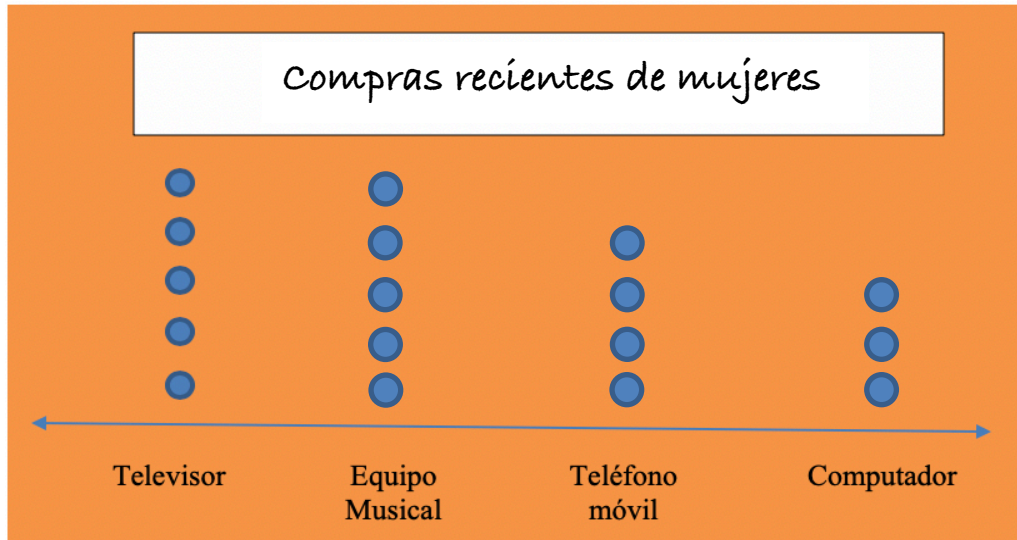 Compras recientes de mujeres
Televisor
Equipo
Musical
Teléfono
móvil
Computador